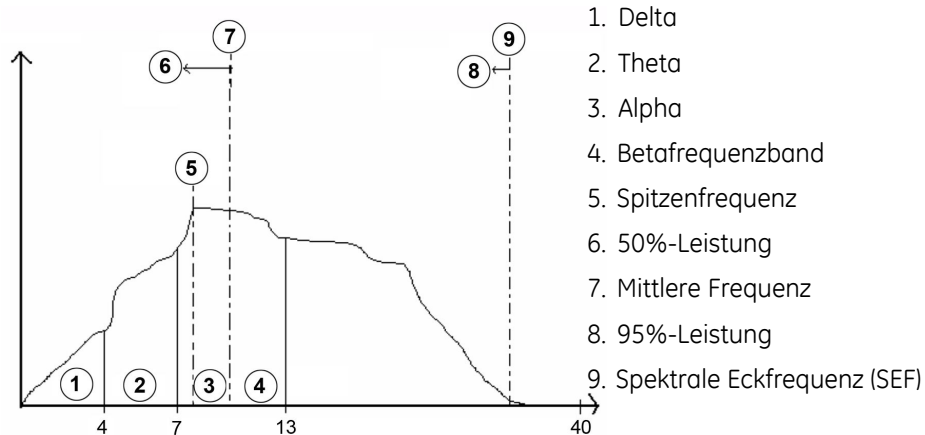 7
9
6
8
5
1
2
3
4
4
7
13
40
1. Delta
2. Theta
3. Alpha
4. Betafrequenzband
5. Spitzenfrequenz
6. 50%-Leistung
7. Mittlere Frequenz
8. 95%-Leistung
9. Spektrale Eckfrequenz (SEF)